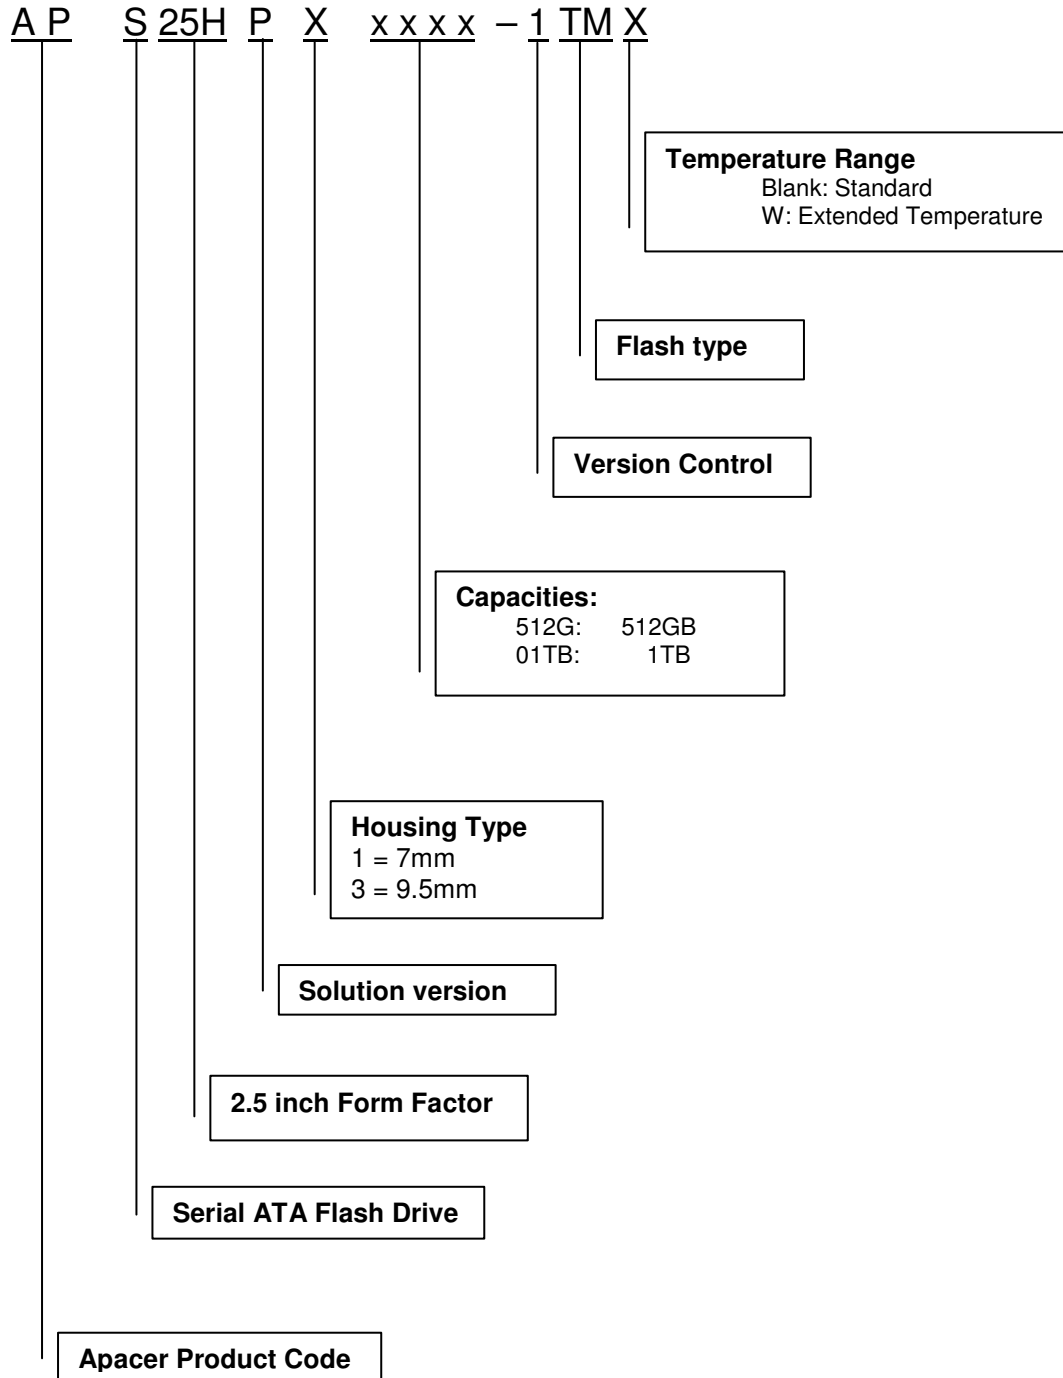 A P S 25H P X x x x x – 1 TM X
Temperature Range
Blank: Standard
W: Extended Temperature
Flash type
Version Control
Capacities:
512G: 512GB
01TB: 1TB
Housing Type
1 = 7mm
3 = 9.5mm
Solution version
2.5 inch Form Factor
Serial ATA Flash Drive
Apacer Product Code